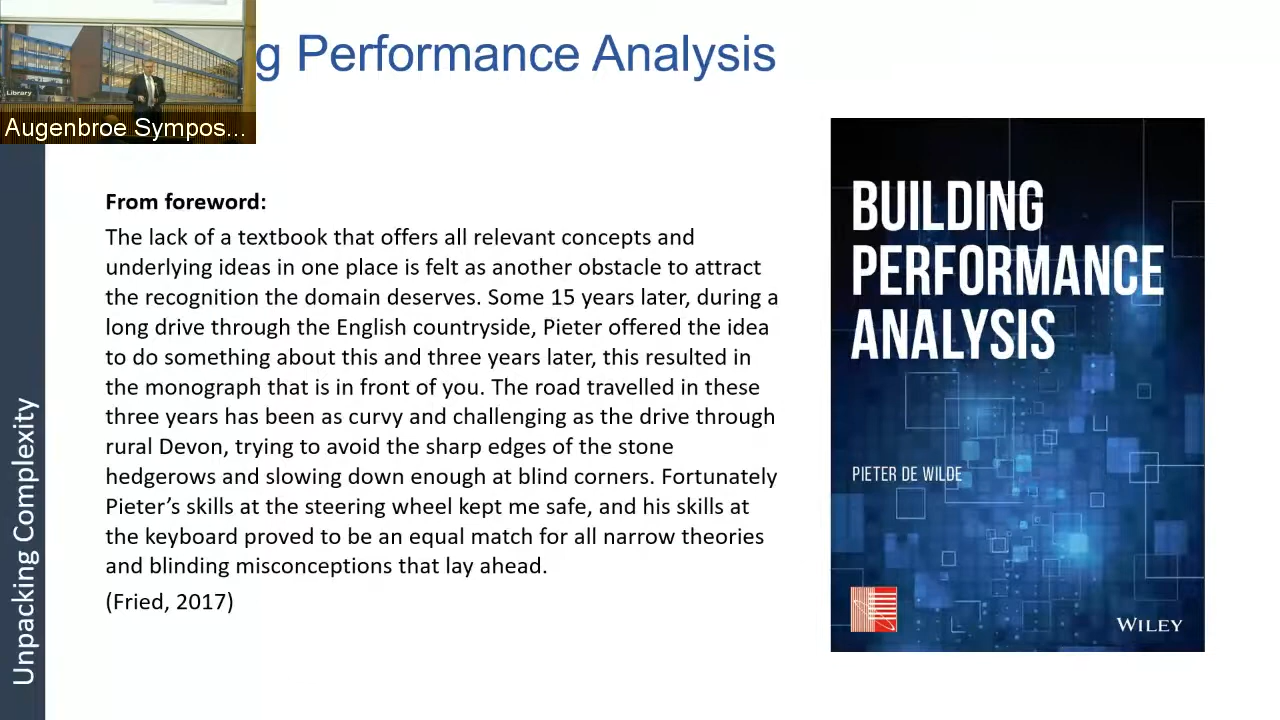 g Performance Analysis
Library
Augenbroe Sympos...
From foreword:
The lack of a textbook that offers all relevant concepts and
underlying ideas in one place is felt as another obstacle to attract
the recognition the domain deserves. Some 15 years later, during a
long drive through the English countryside, Pieter offered the idea
to do something about this and three years later, this resulted in
the monograph that is in front of you. The road travelled in these
three years has been as curvy and challenging as the drive through
rural Devon, trying to avoid the sharp edges of the stone
hedgerows and slowing down enough at blind corners. Fortunately
Pieter’s skills at the steering wheel kept me safe, and his skills at
the keyboard proved to be an equal match for all narrow theories
and blinding misconceptions that lay ahead.
(Fried, 2017)
BUILDING
PERFORMANCE
ANALYSIS
PIETER DE WILDE
WILEY
Unpacking Complexity